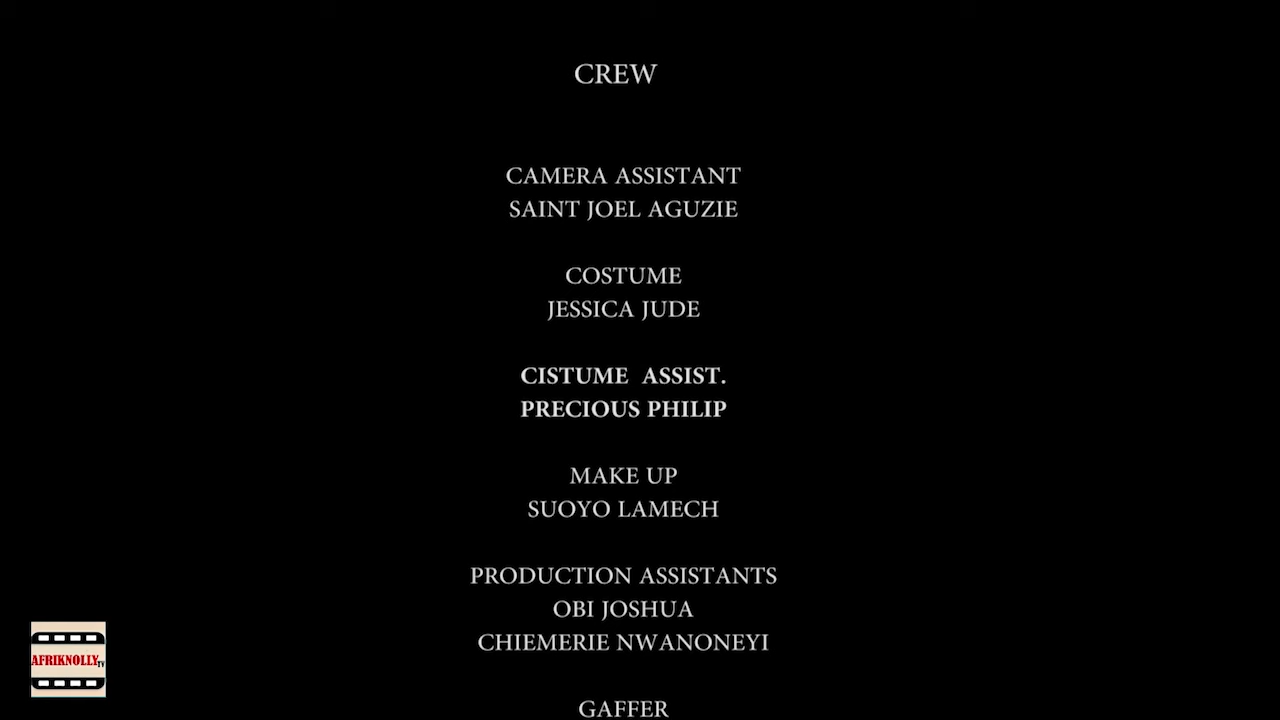 CREW
CAMERA ASSISTANT
SAINT JOEL AGUZIE
COSTUME
JESSICA JUDE
CISTUME ASSIST.
PRECIOUS PHILIP
MAKE UP
SUOYO LAMECH
PRODUCTION ASSISTANTS
OBI JOSHUA
CHIEMERIE NWANONEYI
GAFFER
AFRIKNOLLY TV